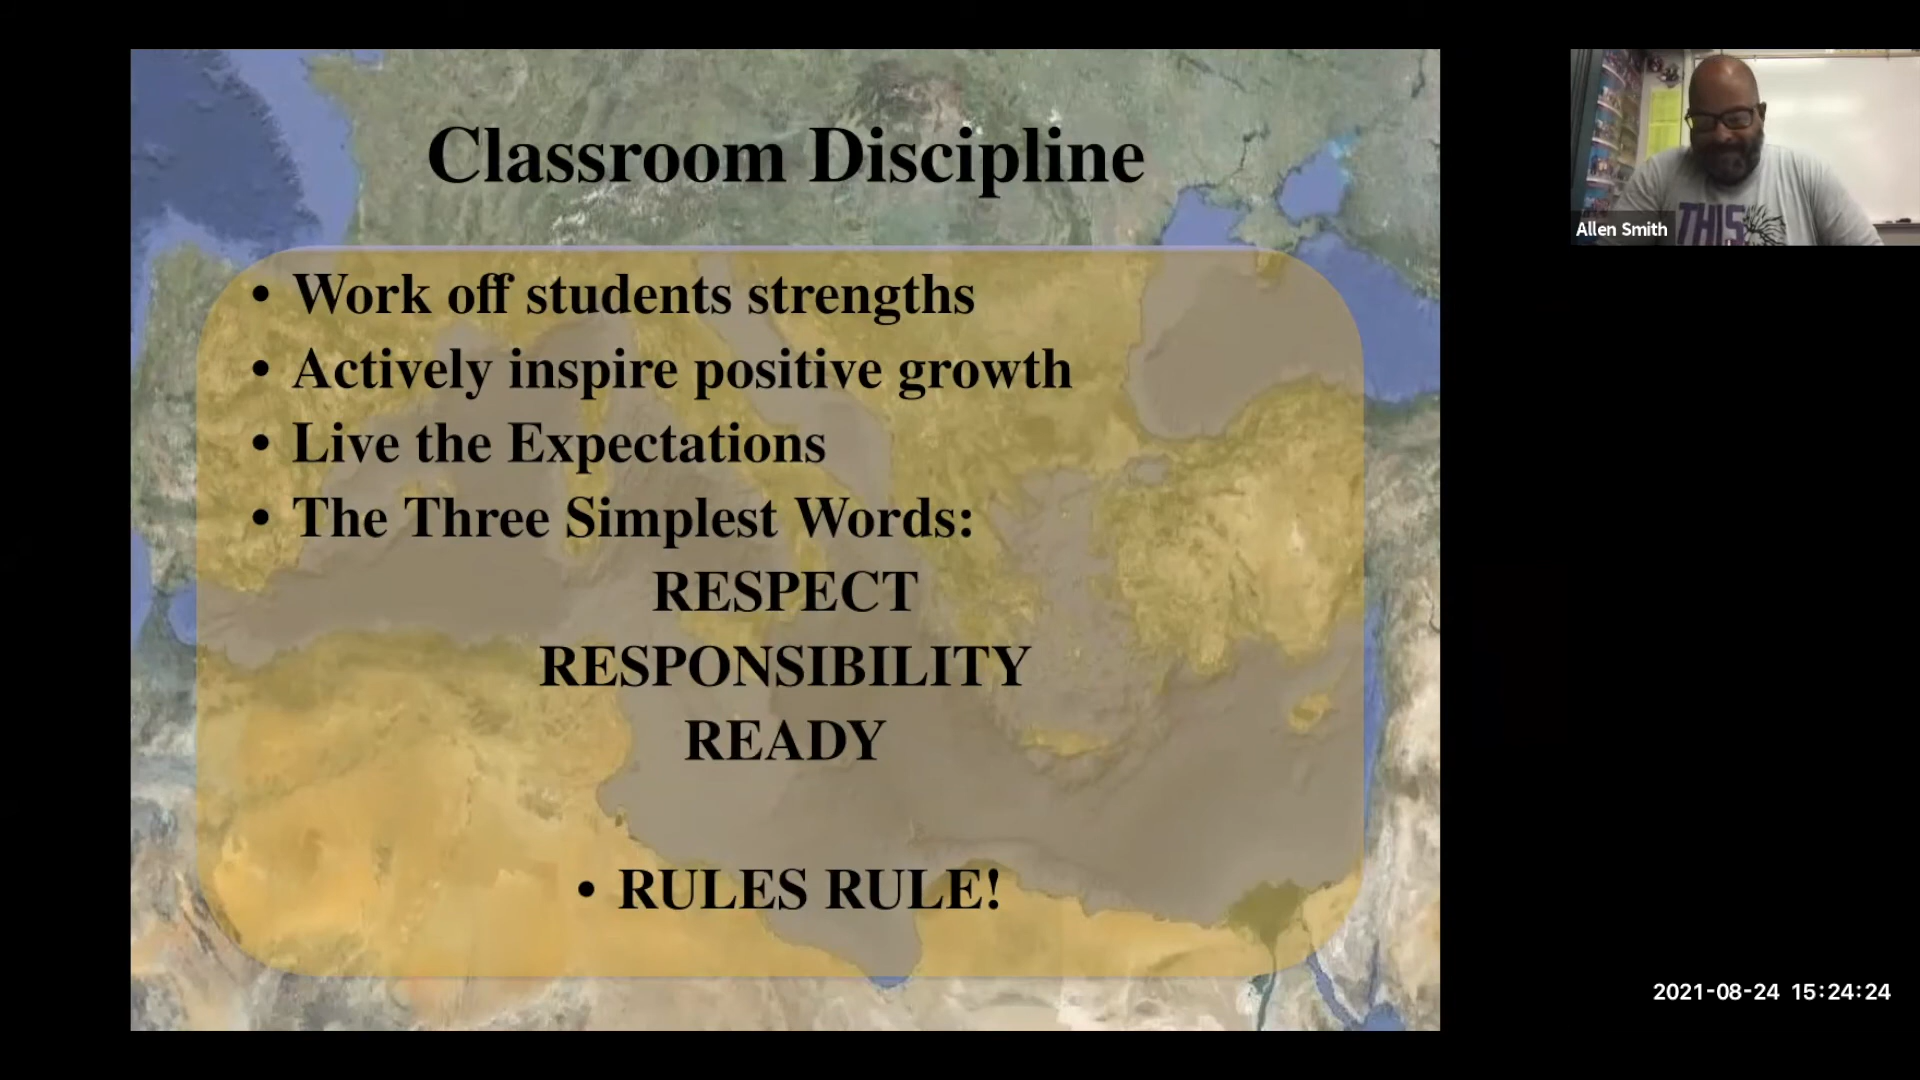 Classroom Discipline
• Work off students strengths
• Actively inspire positive growth
• Live the Expectations
• The Three Simplest Words:
RESPECT
RESPONSIBILITY
READY
• RULES RULE!
THIS
Allen Smith
2021-08-24 15:24:24